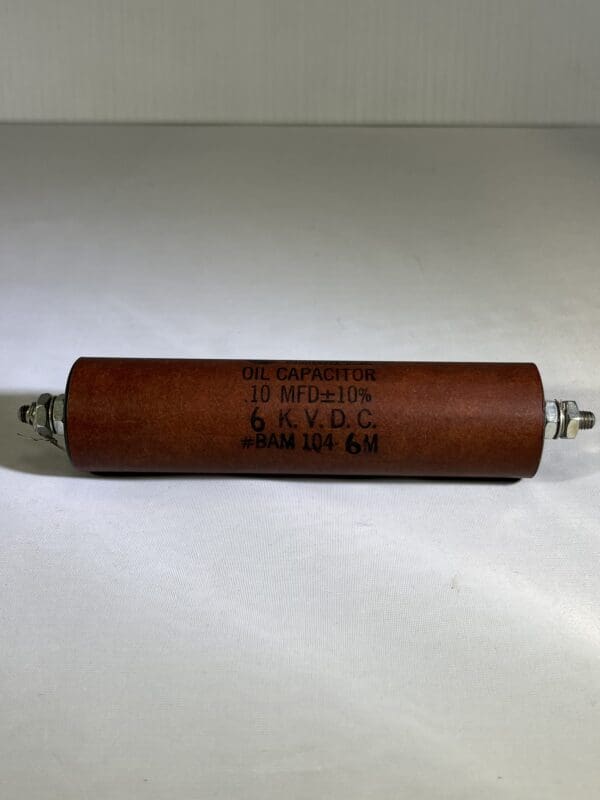 OIL CAPACITOR
.10 MFD±10%
6 K. V. D. C.
#BAM 104 6M